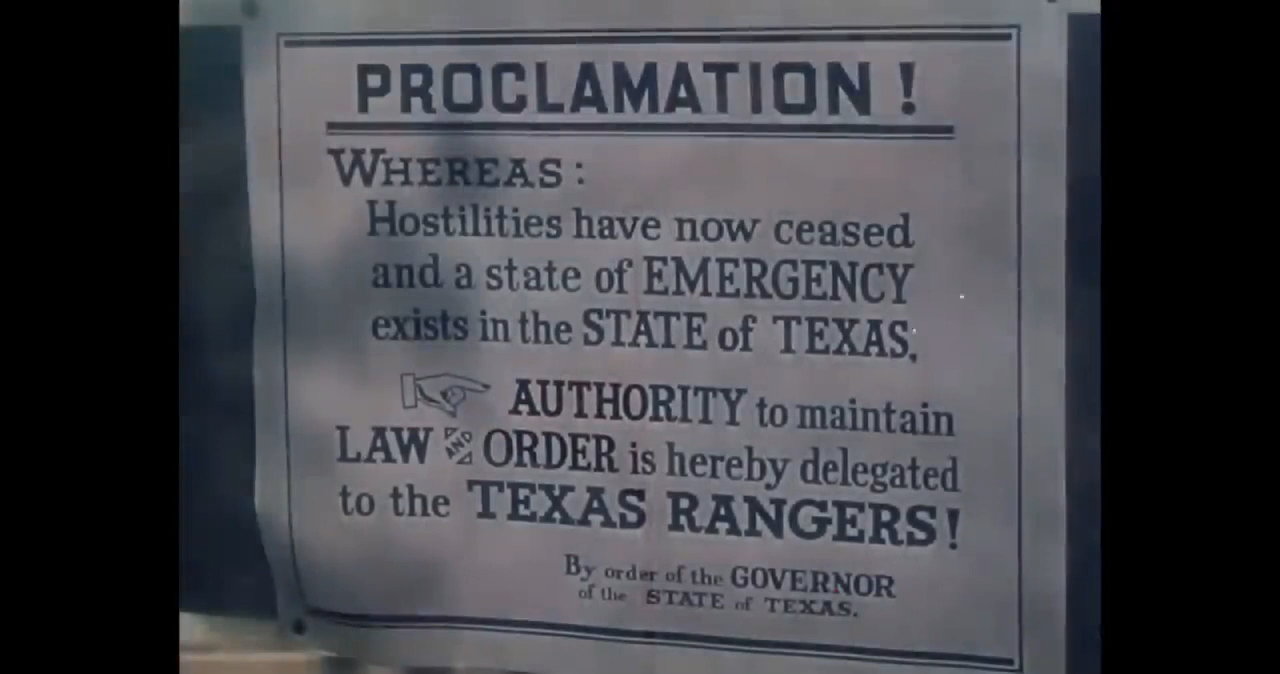 PROCLAMATION!
WHEREAS:
Hostilities have now ceased
and a state of EMERGENCY
exists in the STATE of TEXAS.
AUTHORITY to maintain
LAW AND ORDER is hereby delegated
to the TEXAS RANGERS!
By order of the GOVERNOR
of the STATE of TEXAS.